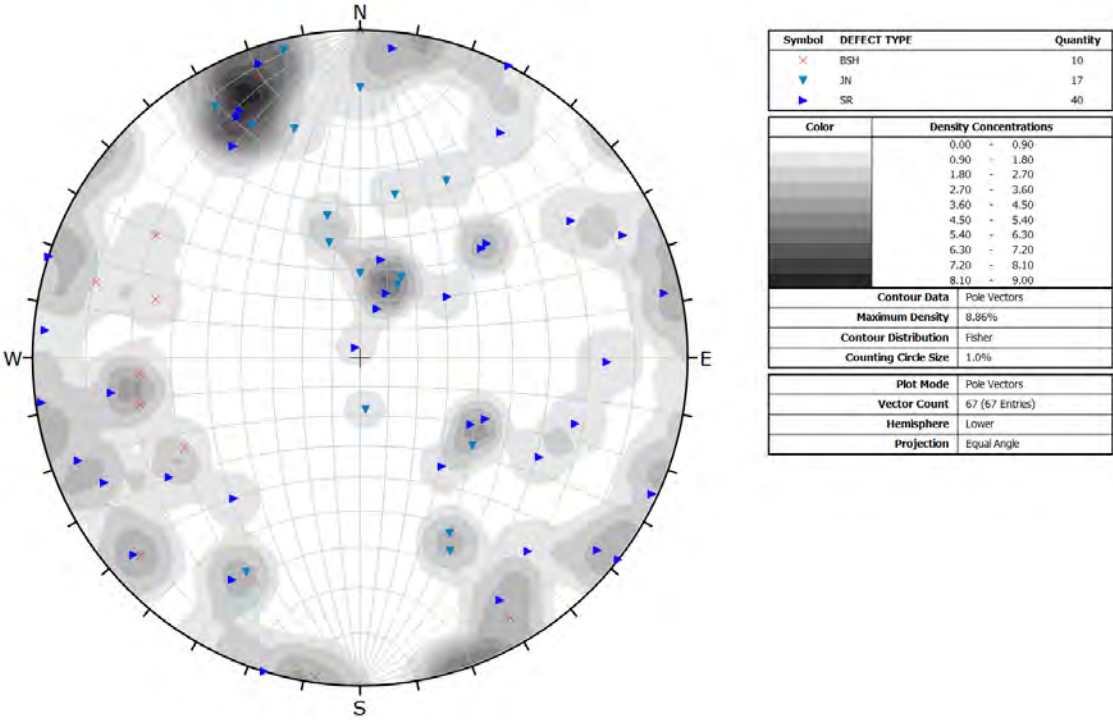 N
W
E
S
Symbol DEFECT TYPE Quantity
BSH 10
JN 17
SR 40
Color Density Concentrations
0.00 - 0.90
0.90 - 1.80
1.80 - 2.70
2.70 - 3.60
3.60 - 4.50
4.50 - 5.40
5.40 - 6.30
6.30 - 7.20
7.20 - 8.10
8.10 - 9.00
Contour Data Pole Vectors
Maximum Density 8.86%
Contour Distribution Fisher
Counting Circle Size 1.0%
Plot Mode Pole Vectors
Vector Count 67 (67 Entries)
Hemisphere Lower
Projection Equal Angle